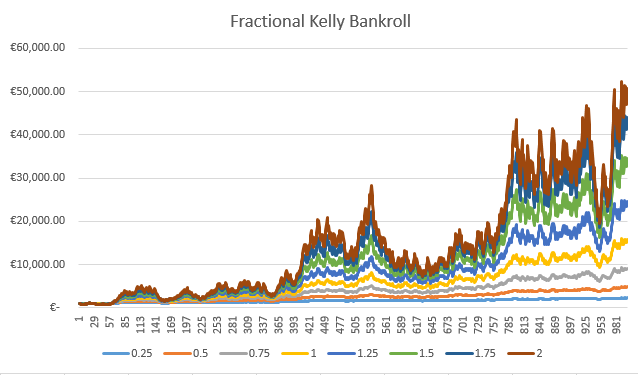 Fractional Kelly Bankroll
€60,000.00
€50,000.00
€40,000.00
€30,000.00
€20,000.00
€10,000.00
€-
1 29 57 85 113 141 169 197 225 253 281 309 337 365 393 421 449 477 505 533 561 589 617 645 673 701 729 757 785 813 841 869 897 925 953 981
0.25 0.5 0.75 1 1.25 1.5 1.75 2